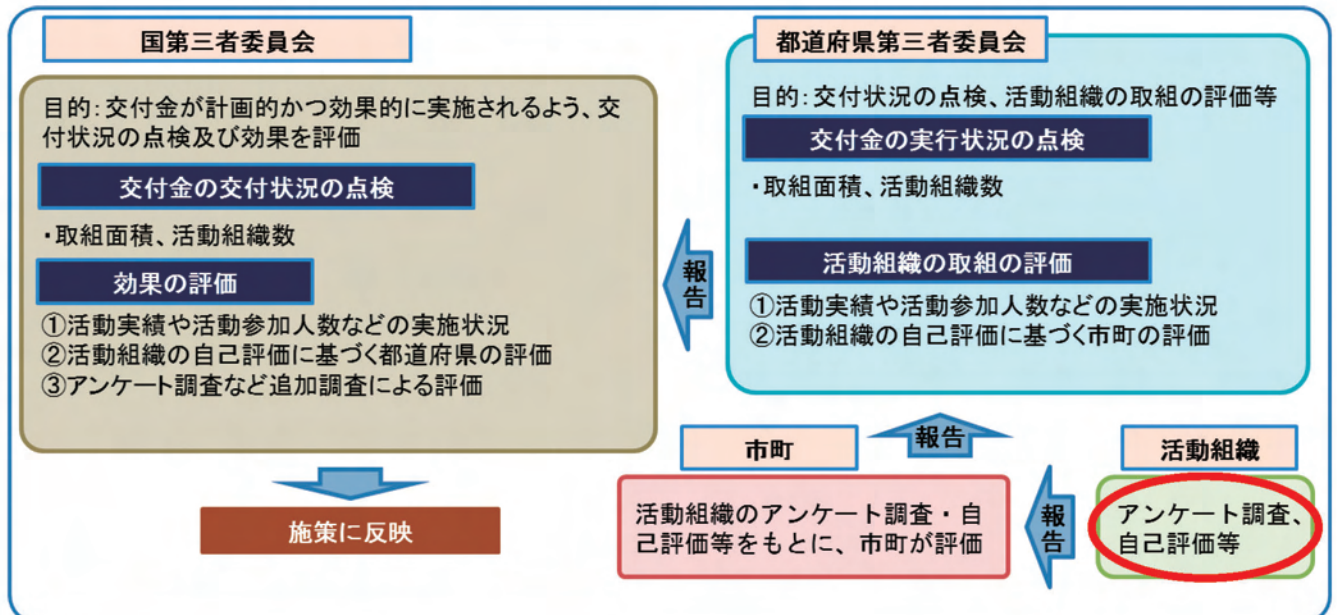 国第三者委員会
目的：交付金が計画的かつ効果的に実施されるよう、交
付状況の点検及び効果を評価
交付金の交付状況の点検
・取組面積、活動組織数
効果の評価
①活動実績や活動参加人数などの実施状況
②活動組織の自己評価に基づく都道府県の評価
③アンケート調査など追加調査による評価
施策に反映
報告
都道府県第三者委員会
目的：交付状況の点検、活動組織の取組の評価等
交付金の実行状況の点検
・取組面積、活動組織数
活動組織の取組の評価
①活動実績や活動参加人数などの実施状況
②活動組織の自己評価に基づく市町の評価
報告
市町
活動組織のアンケート調査・自
己評価等をもとに、市町が評価
報告
活動組織
アンケート調査、
自己評価等